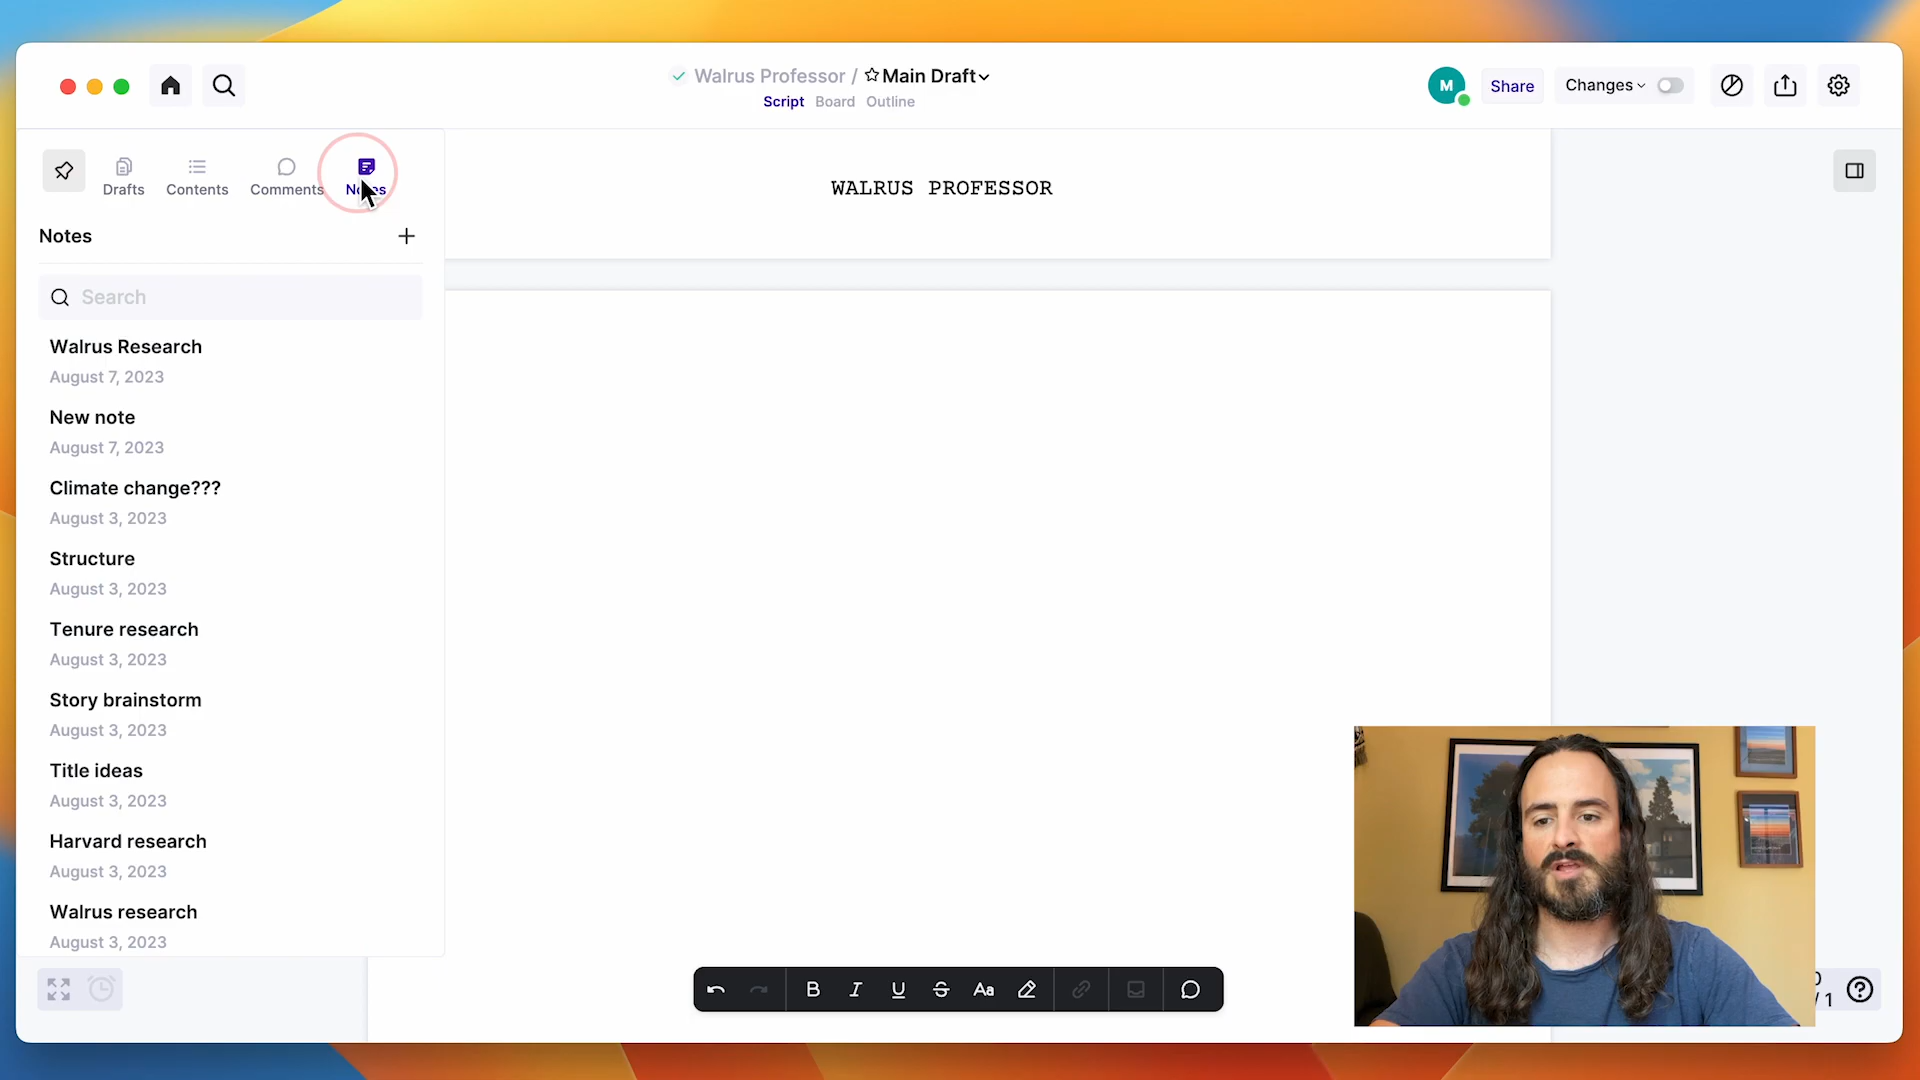 Walrus Professor / Main Draft
Script Board Outline
M
Share
Changes
Drafts
Contents
Comments
Notes
WALRUS PROFESSOR
Notes
Search
Walrus Research
August 7, 2023
New note
August 7, 2023
Climate change???
August 3, 2023
Structure
August 3, 2023
Tenure research
August 3, 2023
Story brainstorm
August 3, 2023
Title ideas
August 3, 2023
Harvard research
August 3, 2023
Walrus research
August 3, 2023
B I U S Aa
/ 1
?